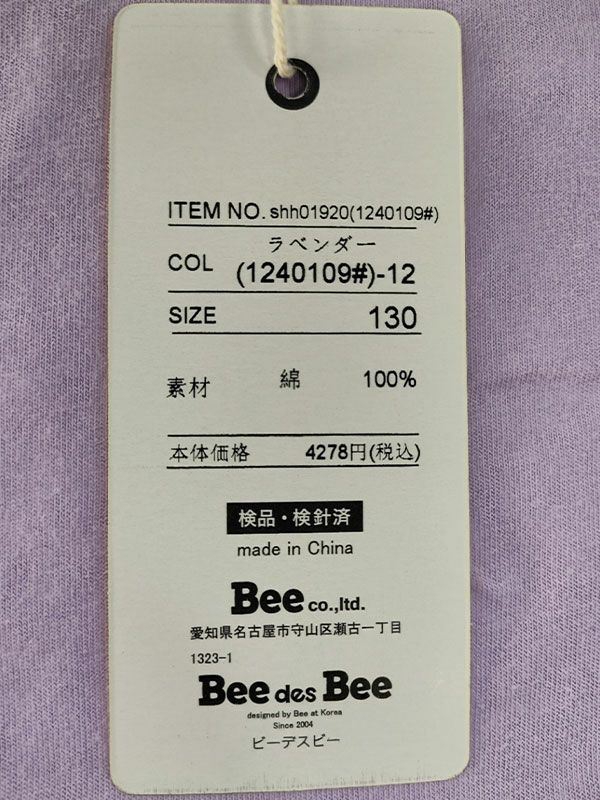 ITEM NO. shh01920(1240109#)
ラベンダー
COL (1240109#)-12
SIZE 130
素材 綿 100%
本体価格 4278円(税込)
検品・検針済
made in China
Bee co.,ltd.
愛知県名古屋市守山区瀬古一丁目
1323-1
Bee des Bee
designed by Bee at Korea
Since 2004
ビーデスビー